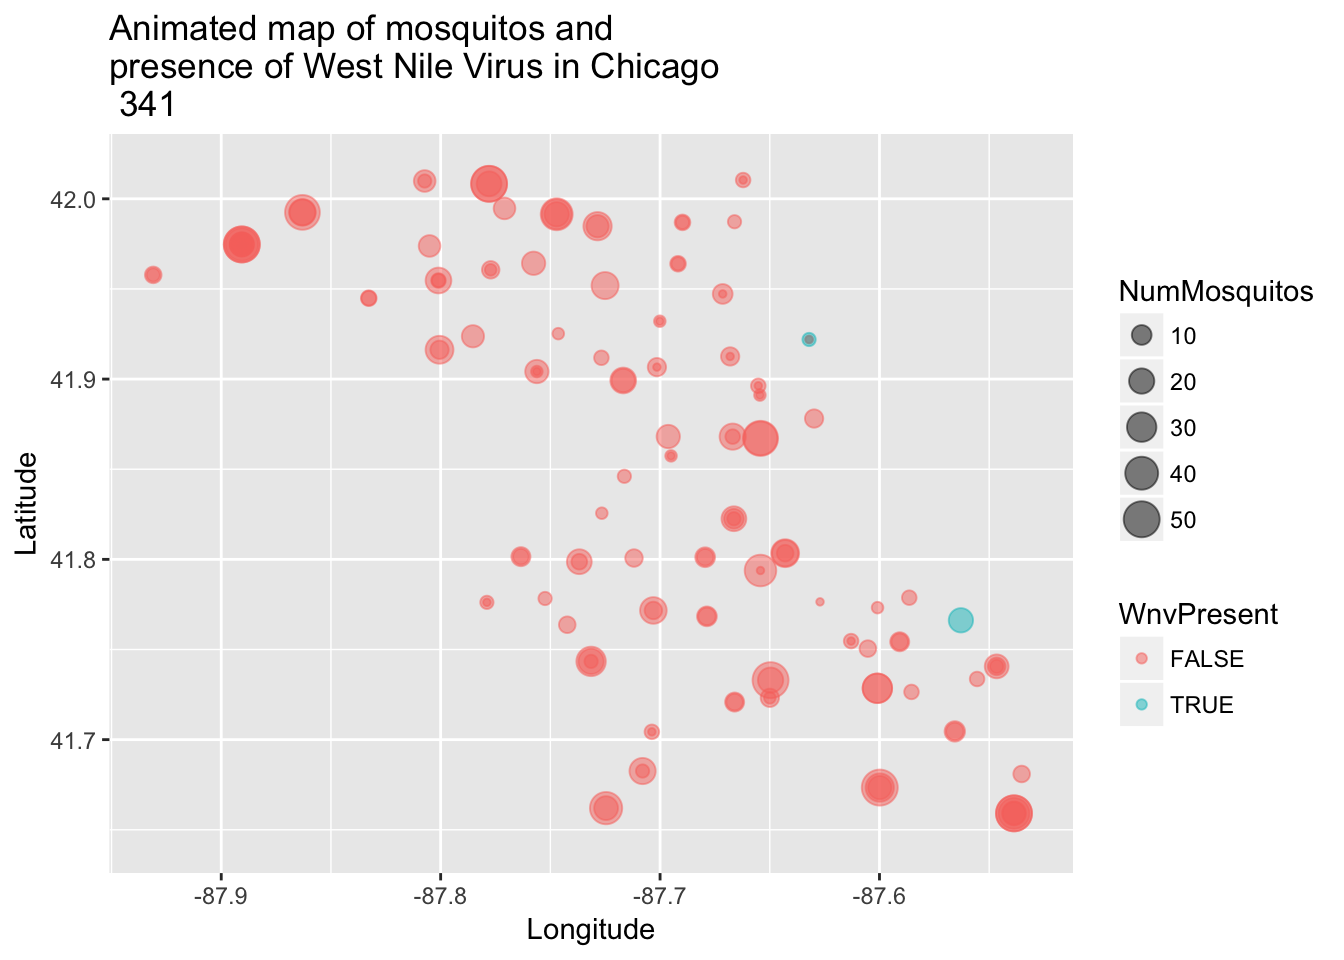 Animated map of mosquitos and
presence of West Nile Virus in Chicago
341
42.0
41.9
41.8
41.7
Latitude
-87.9
-87.8
-87.7
-87.6
Longitude
NumMosquitos
10
20
30
40
50
WnvPresent
FALSE
TRUE